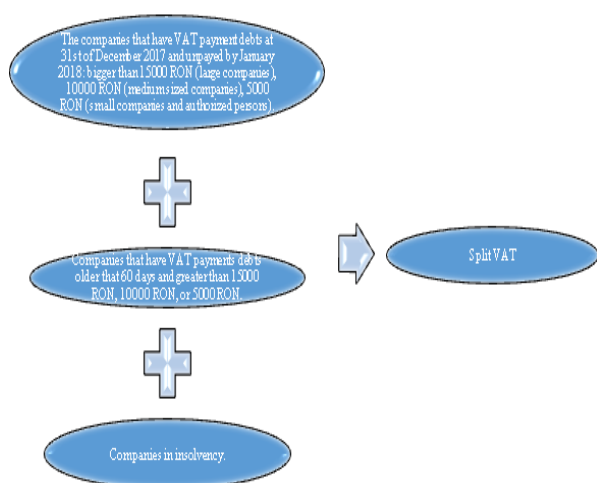 The companies that have VAT payment debts at
31st of December 2017 and unpayed by January
2018: bigger than 15000 RON (large companies),
10000 RON (medium sized companies), 5000
RON (small companies and authorized persons).
Companies that have VAT payments debts
older that 60 days and greater than 15000
RON, 10000 RON, or 5000 RON.
Split VAT
Companies in insolvency.